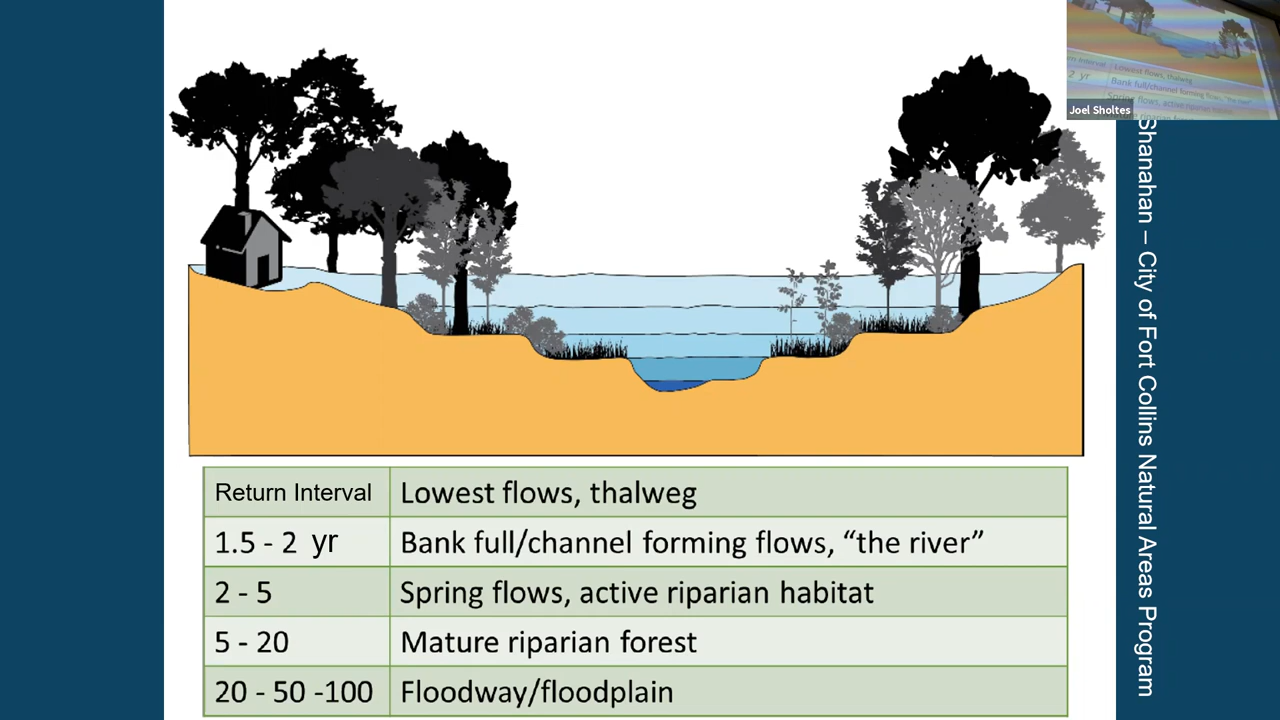 Joel Sholtes
Shanahan – City of Fort Collins Natural Areas Program
Return Interval Lowest flows, thalweg
1.5 - 2 yr Bank full/channel forming flows, “the river”
2 - 5 Spring flows, active riparian habitat
5 - 20 Mature riparian forest
20 - 50 -100 Floodway/floodplain